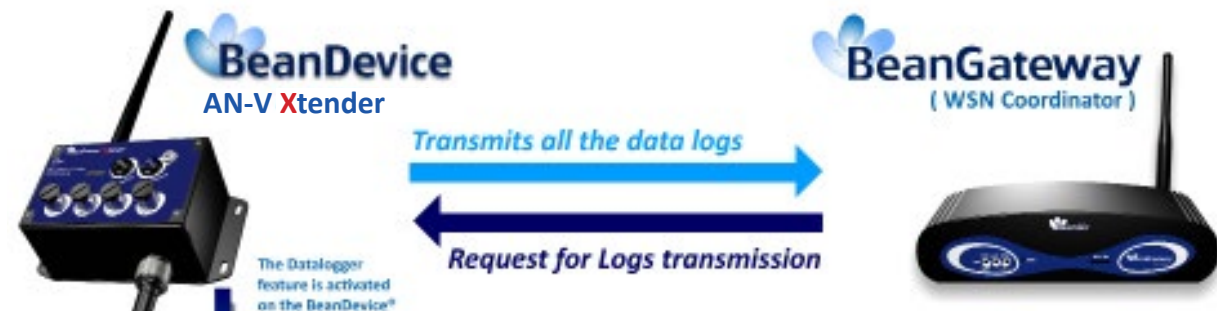 BeanDevice
AN-V Xtender
BeanGateway
( WSN Coordinator )
Transmits all the data logs
Request for Logs transmission
The Datalogger
feature is activated
on the BeanDevice®